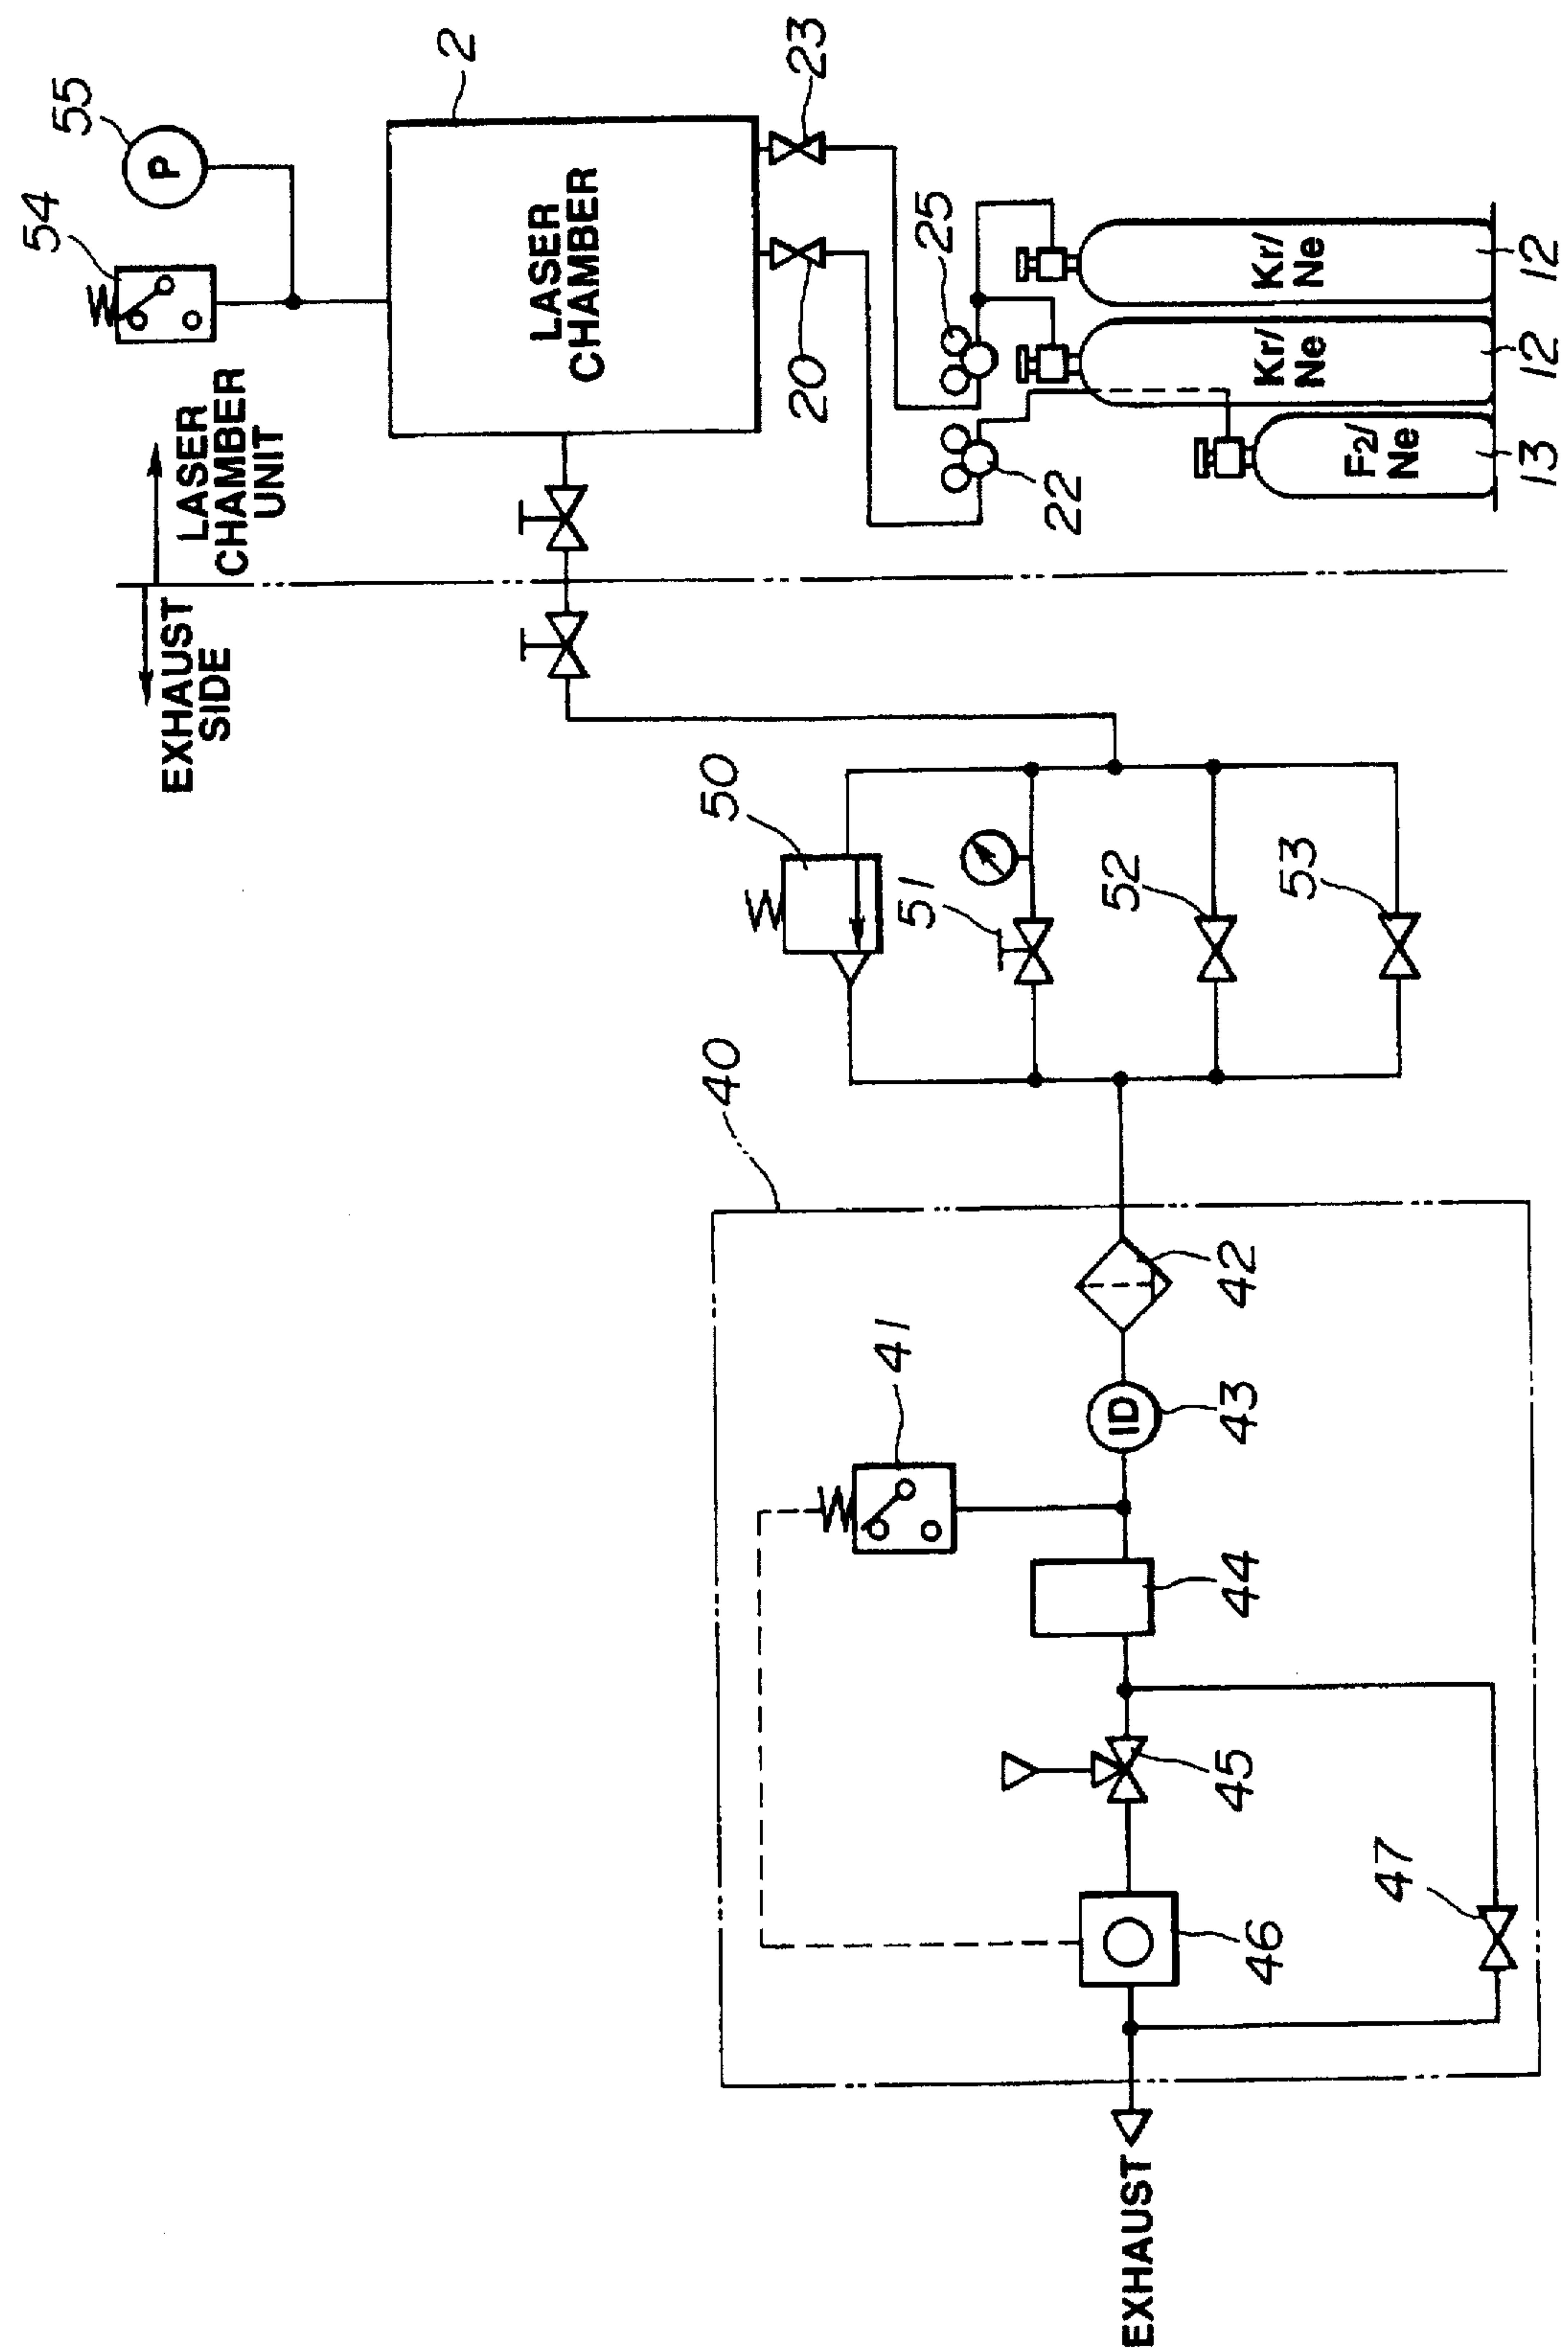 EXHAUST
SIDE
LASER
CHAMBER
UNIT
54
55
P
2
LASER
CHAMBER
20
23
25
22
Kr/
Ne
12
Kr/
Ne
12
F2/
Ne
13
50
51
52
53
40
41
42
ID
43
44
45
46
47
EXHAUST